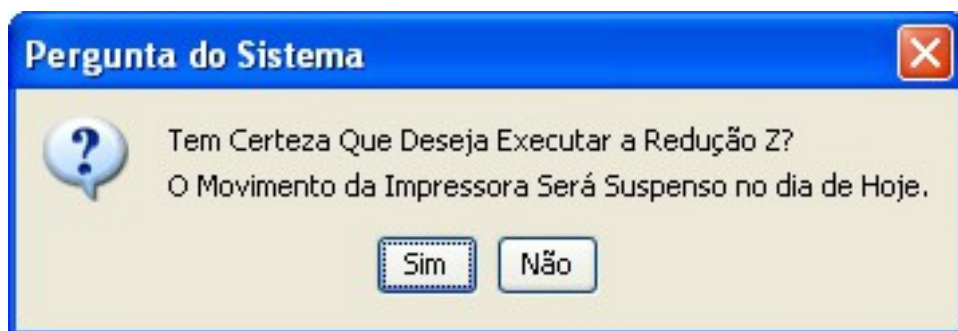 Pergunta do Sistema
Tem Certeza Que Deseja Executar a Redução Z?
O Movimento da Impressora Será Suspenso no dia de Hoje.
Sim Não